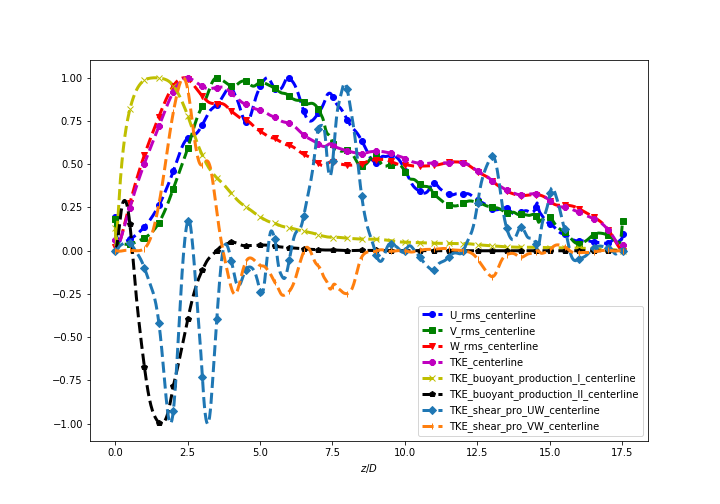 1.00
0.75
0.50
0.25
0.00
−0.25
−0.50
−0.75
−1.00
0.0 2.5 5.0 7.5 10.0 12.5 15.0 17.5
z/D
U_rms_centerline
V_rms_centerline
W_rms_centerline
TKE_centerline
TKE_buoyant_production_I_centerline
TKE_buoyant_production_II_centerline
TKE_shear_pro_UW_centerline
TKE_shear_pro_VW_centerline